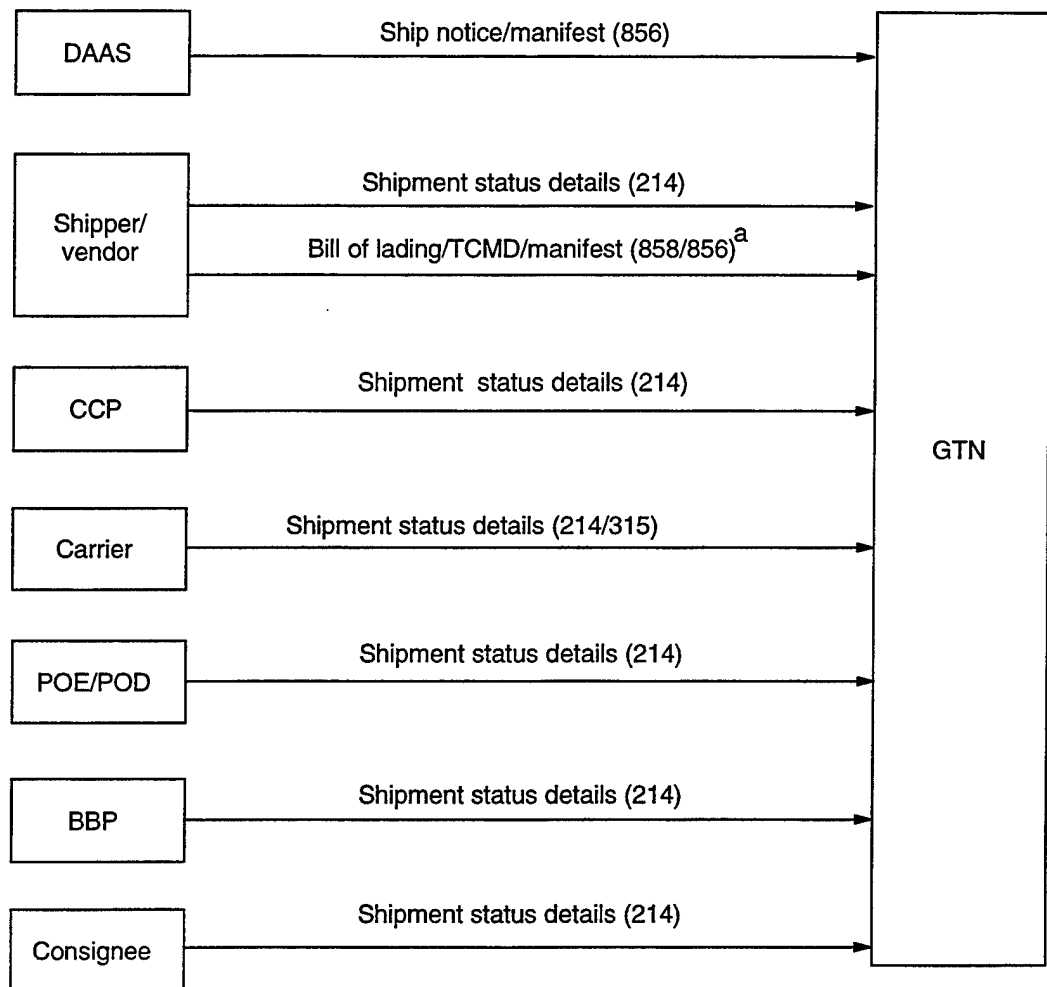 DAAS
Ship notice/manifest (856)
Shipper/
vendor
Shipment status details (214)
Bill of lading/TCMD/manifest (858/856)a
CCP
Shipment status details (214)
GTN
Carrier
Shipment status details (214/315)
POE/POD
Shipment status details (214)
BBP
Shipment status details (214)
Consignee
Shipment status details (214)